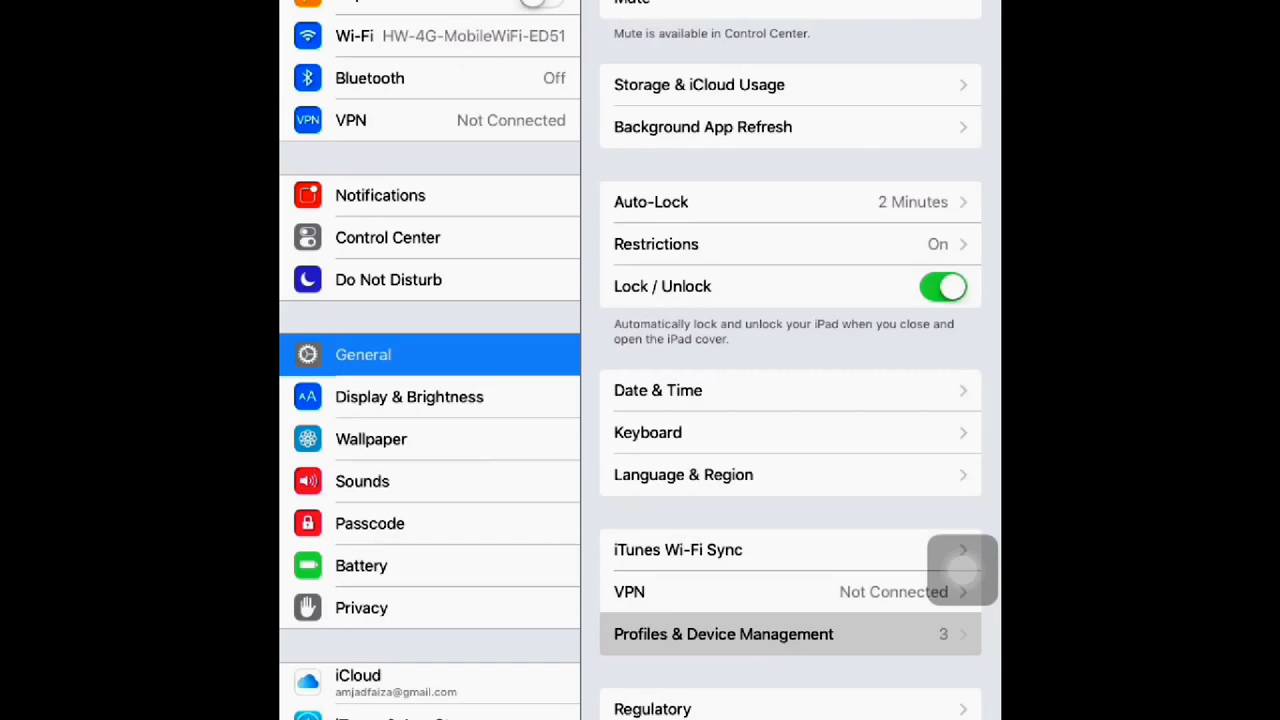 Wi-Fi HW-4G-MobileWiFi-ED51
Bluetooth Off
VPN Not Connected
Notifications
Control Center
Do Not Disturb
General
AA Display & Brightness
Wallpaper
Sounds
Passcode
Battery
Privacy
iCloud
amjadfaiza@gmail.com
Mute is available in Control Center.
Storage & iCloud Usage
Background App Refresh
Auto-Lock 2 Minutes
Restrictions On
Lock / Unlock
Automatically lock and unlock your iPad when you close and
open the iPad cover.
Date & Time
Keyboard
Language & Region
iTunes Wi-Fi Sync
VPN Not Connected
Profiles & Device Management 3
Regulatory